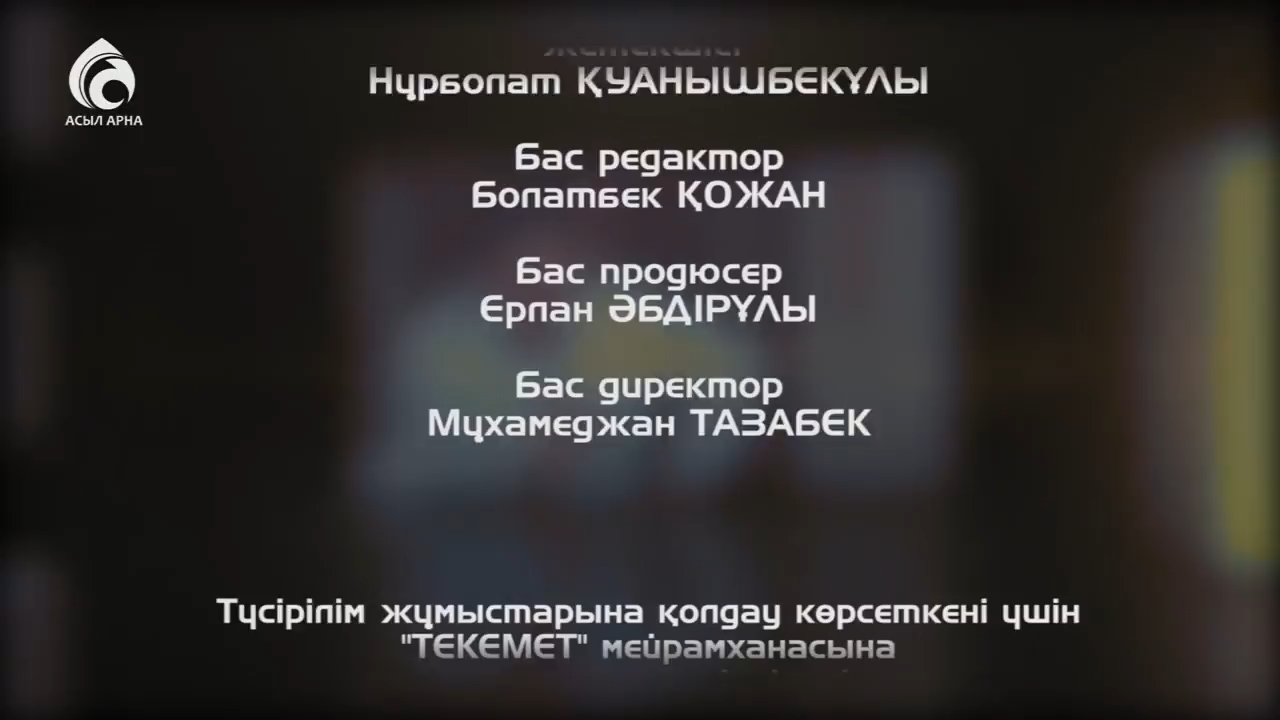 АСЫЛ АРНА
жетекшісі
Нұрболат ҚУАНЫШБЕКҰЛЫ
Бас редактор
Болатбек ҚОЖАН
Бас продюсер
Ерлан ӘБДІРҰЛЫ
Бас директор
Мұхамеджан ТАЗАБЕК
Түсірілім жұмыстарына қолдау көрсеткені үшін
"ТЕКЕМЕТ" мейрамханасына